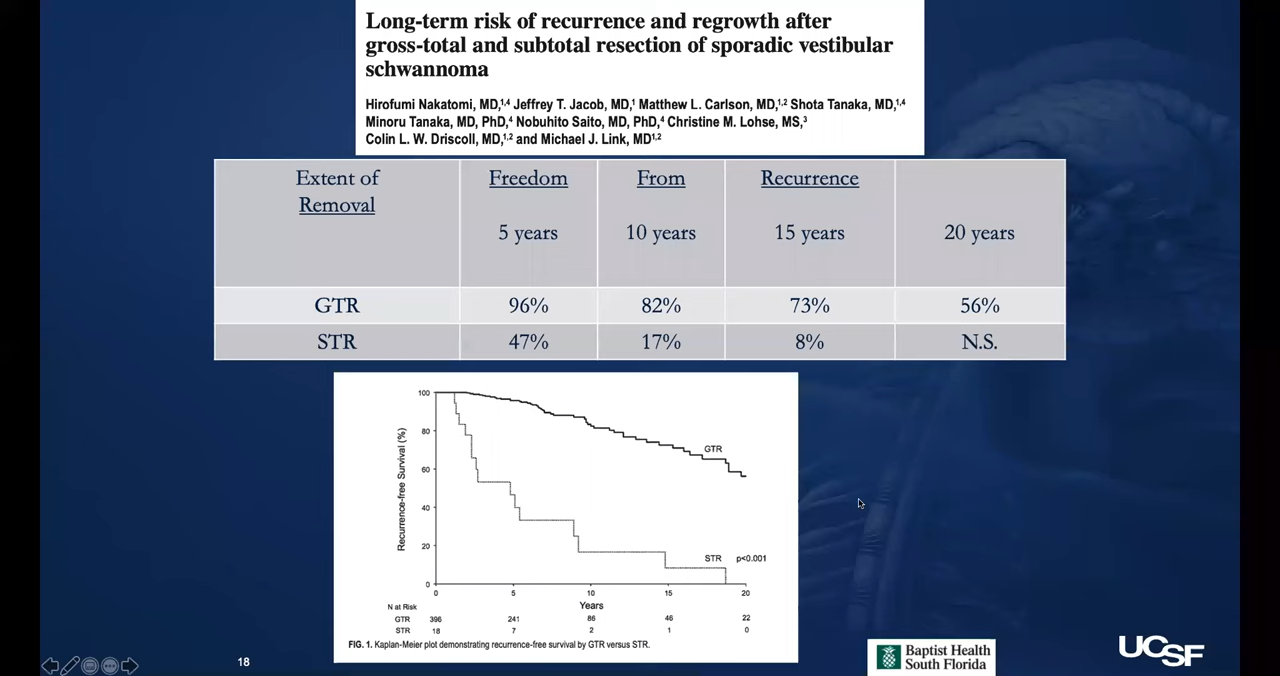 Long-term risk of recurrence and regrowth after
gross-total and subtotal resection of sporadic vestibular
schwannoma
Hirofumi Nakatomi, MD,1,4 Jeffrey T. Jacob, MD,1 Matthew L. Carlson, MD,1,2 Shota Tanaka, MD,1,4
Minoru Tanaka, MD, PhD,4 Nobuhito Saito, MD, PhD,4 Christine M. Lohse, MS,3
Colin L. W. Driscoll, MD,1,2 and Michael J. Link, MD1,2
Extent of Freedom From Recurrence
Removal
5 years 10 years 15 years 20 years
GTR 96% 82% 73% 56%
STR 47% 17% 8% N.S.
Recurrence-free Survival (%)
100
80
60
40
20
0
GTR
STR p<0.001
0 5 10 15 20
Years
N at Risk
GTR 396 241 86 46 22
STR 18 7 2 1 0
FIG. 1. Kaplan-Meier plot demonstrating recurrence-free survival by GTR versus STR.
18
Baptist Health
South Florida
UCSF